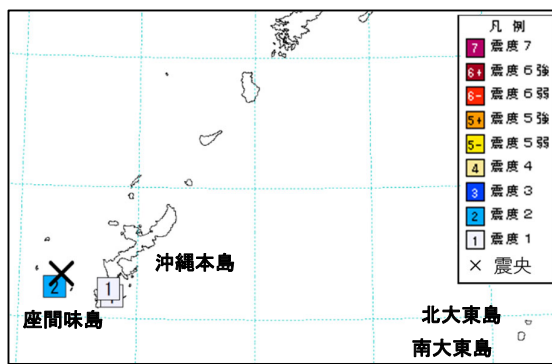 凡例
7 震度7
6+ 震度6強
6- 震度6弱
5+ 震度5強
5- 震度5弱
4 震度4
3 震度3
2 震度2
1 震度1
× 震央
沖縄本島
2
1
座間味島
北大東島
南大東島